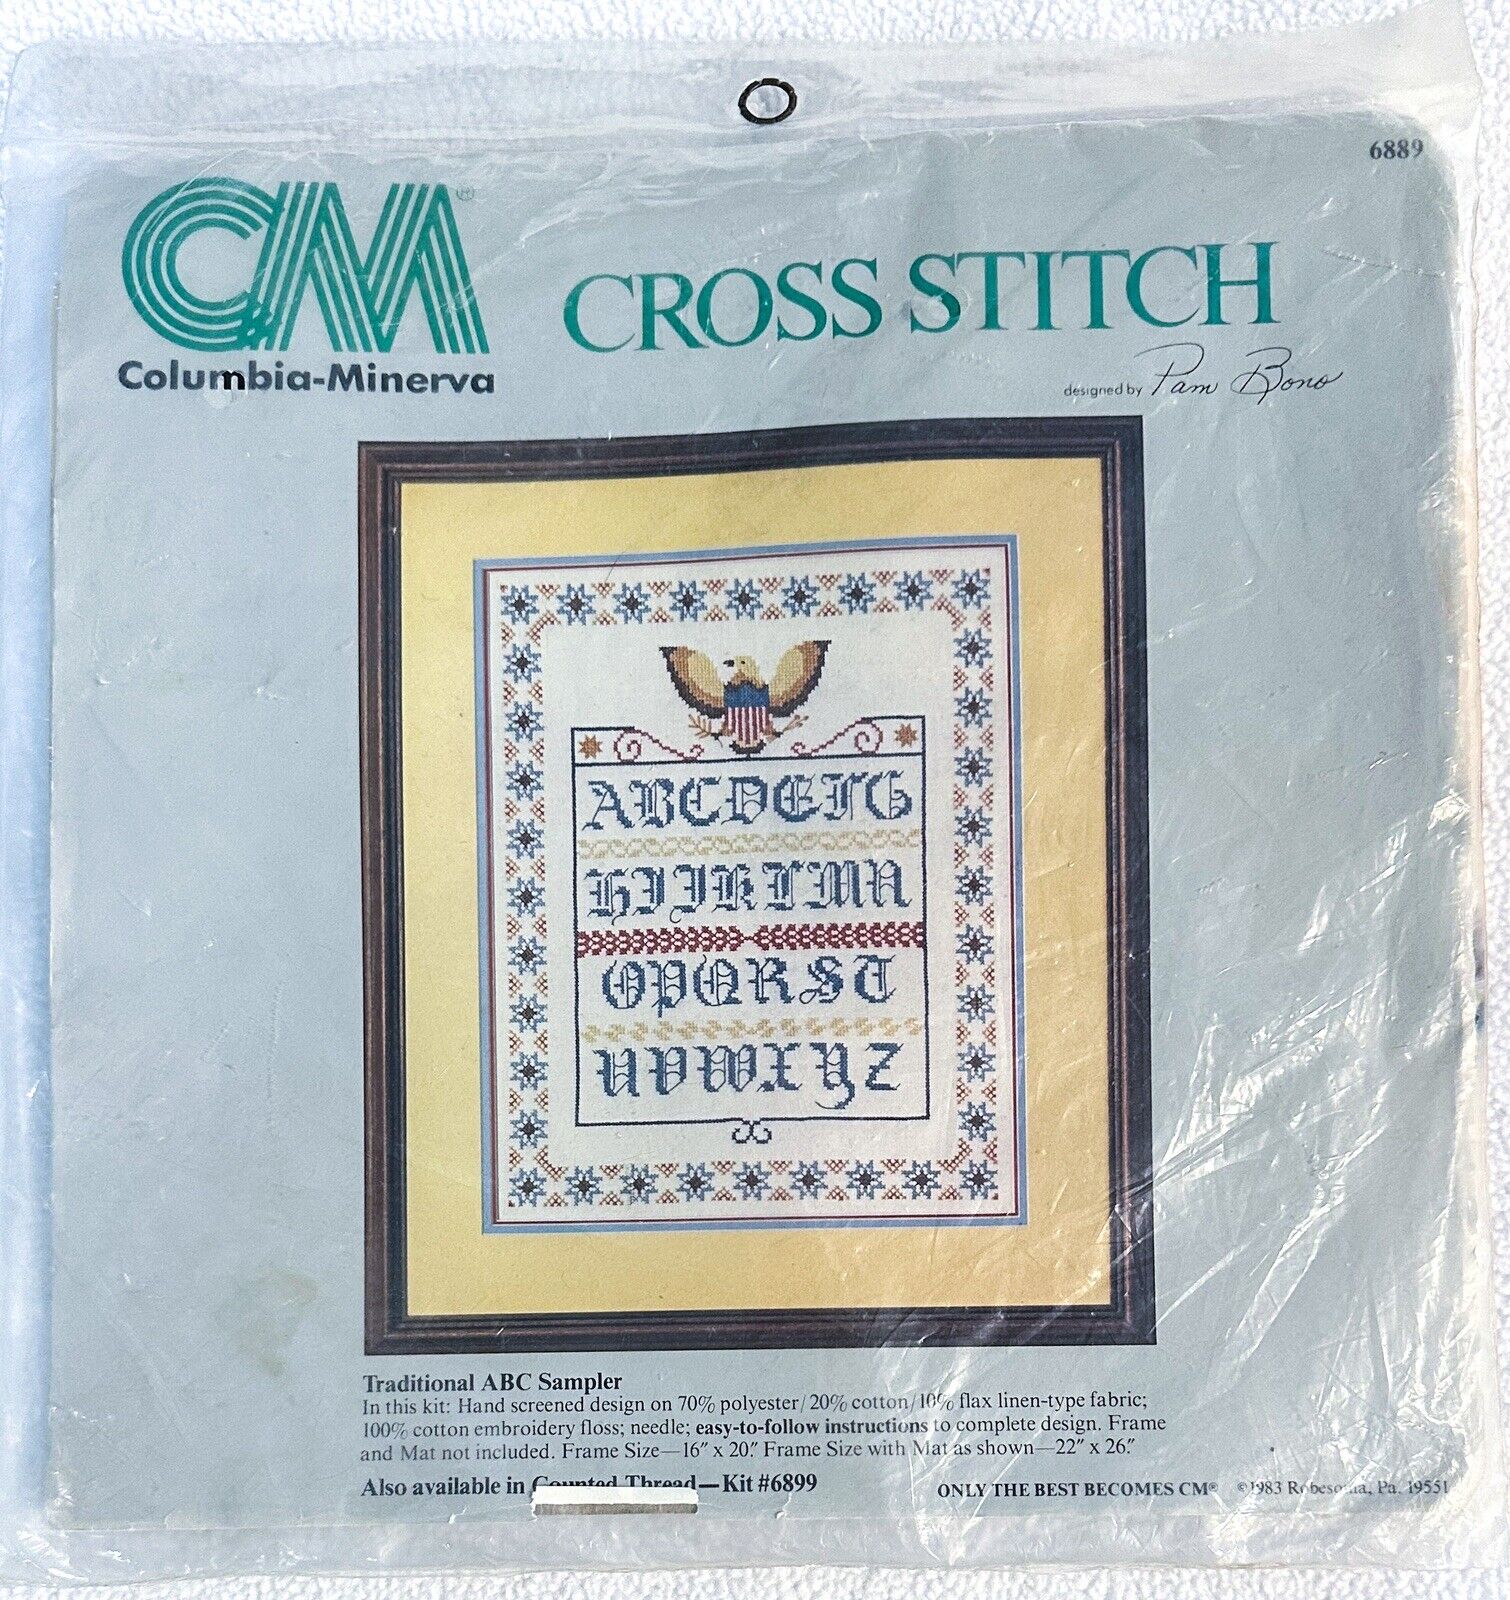 6889
CM®
Columbia-Minerva
CROSS STITCH
designed by Pam Bono
ABCDEFG
HIJKLMN
OPQRST
UVWXYZ
Traditional ABC Sampler
In this kit: Hand screened design on 70% polyester/20% cotton/10% flax linen-type fabric;
100% cotton embroidery floss; needle; easy-to-follow instructions to complete design. Frame
and Mat not included. Frame Size—16″ x 20″. Frame Size with Mat as shown—22″ x 26″.
Also available in Counted Thread—Kit #6899
ONLY THE BEST BECOMES CM® ©1983 Robesonia, Pa. 19551